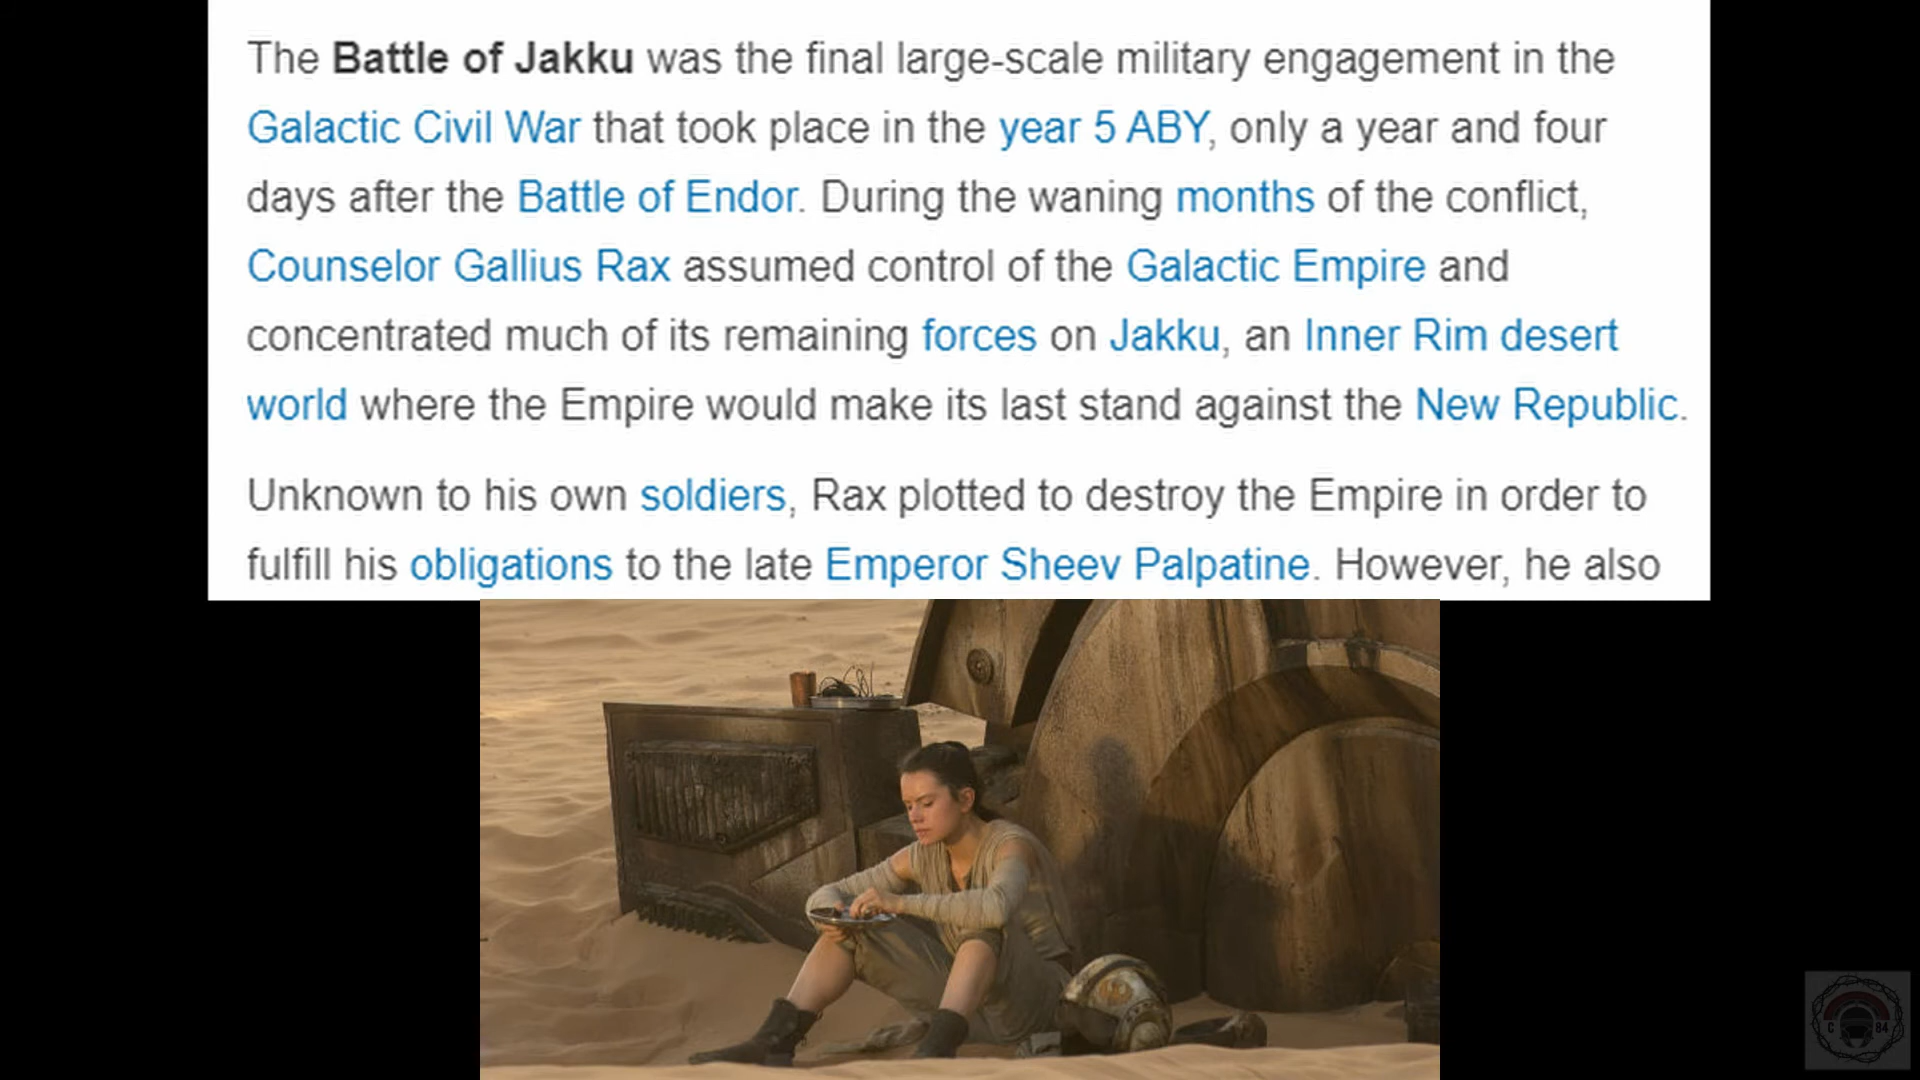 The Battle of Jakku was the final large-scale military engagement in the
Galactic Civil War that took place in the year 5 ABY, only a year and four
days after the Battle of Endor. During the waning months of the conflict,
Counselor Gallius Rax assumed control of the Galactic Empire and
concentrated much of its remaining forces on Jakku, an Inner Rim desert
world where the Empire would make its last stand against the New Republic.
Unknown to his own soldiers, Rax plotted to destroy the Empire in order to
fulfill his obligations to the late Emperor Sheev Palpatine. However, he also
C 84